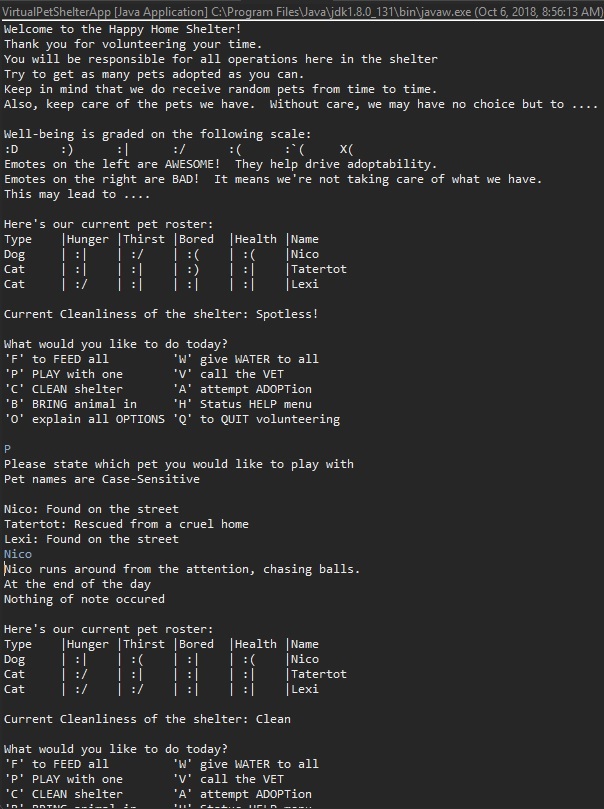 VirtualPetShelterApp [Java Application] C:\Program Files\Java\jdk1.8.0_131\bin\javaw.exe (Oct 6, 2018, 8:56:13 AM)
Welcome to the Happy Home Shelter!
Thank you for volunteering your time.
You will be responsible for all operations here in the shelter
Try to get as many pets adopted as you can.
Keep in mind that we do receive random pets from time to time.
Also, keep care of the pets we have.  Without care, we may have no choice but to ....
Well-being is graded on the following scale:
:D      :)      :|      :/      :(      :`(     X(
Emotes on the left are AWESOME!  They help drive adoptability.
Emotes on the right are BAD!  It means we're not taking care of what we have.
This may lead to ....
Here's our current pet roster:
Type    |Hunger |Thirst |Bored  |Health |Name
Dog     | :|    | :/    | :(    | :(    |Nico
Cat     | :|    | :|    | :)    | :|    |Tatertot
Cat     | :/    | :|    | :|    | :|    |Lexi
Current Cleanliness of the shelter: Spotless!
What would you like to do today?
'F' to FEED all         'W' give WATER to all
'P' PLAY with one       'V' call the VET
'C' CLEAN shelter       'A' attempt ADOPTion
'B' BRING animal in     'H' Status HELP menu
'O' explain all OPTIONS 'Q' to QUIT volunteering
P
Please state which pet you would like to play with
Pet names are Case-Sensitive
Nico: Found on the street
Tatertot: Rescued from a cruel home
Lexi: Found on the street
Nico
Nico runs around from the attention, chasing balls.
At the end of the day
Nothing of note occured
Here's our current pet roster:
Type    |Hunger |Thirst |Bored  |Health |Name
Dog     | :|    | :(    | :|    | :(    |Nico
Cat     | :/    | :|    | :|    | :|    |Tatertot
Cat     | :/    | :/    | :|    | :|    |Lexi
Current Cleanliness of the shelter: Clean
What would you like to do today?
'F' to FEED all         'W' give WATER to all
'P' PLAY with one       'V' call the VET
'C' CLEAN shelter       'A' attempt ADOPTion
'B' BRING animal in     'H' Status HELP menu